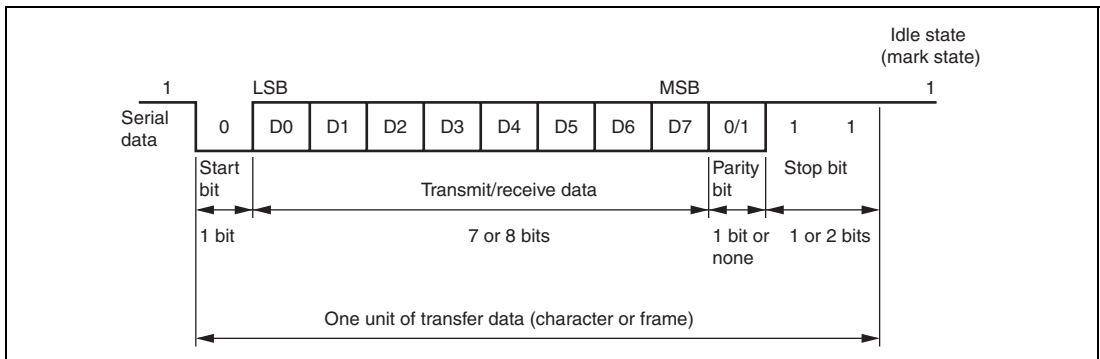 Idle state
(mark state)
1 LSB MSB 1
Serial
data
0 D0 D1 D2 D3 D4 D5 D6 D7 0/1 1 1
Start
bit
Transmit/receive data
Parity
bit
Stop bit
1 bit
7 or 8 bits
1 bit or
none
1 or 2 bits
One unit of transfer data (character or frame)